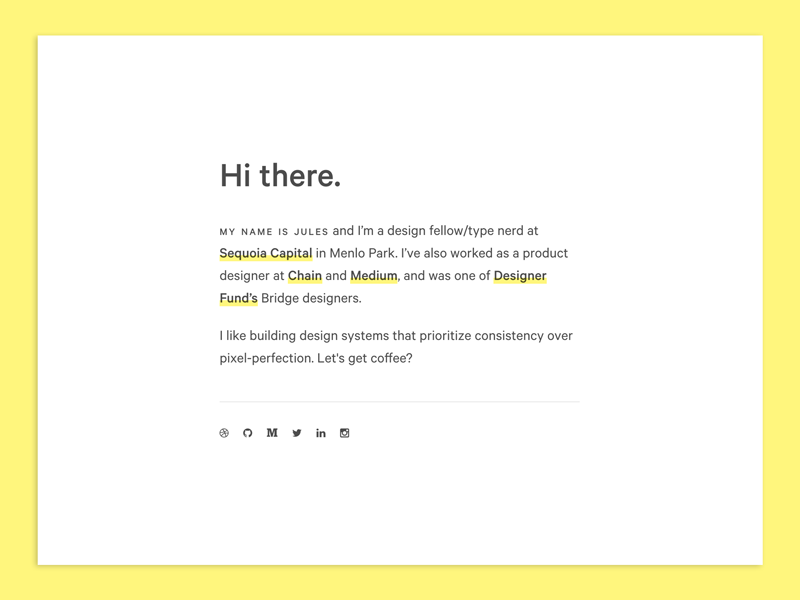 Hi there.
MY NAME IS JULES and I’m a design fellow/type nerd at
Sequoia Capital in Menlo Park. I’ve also worked as a product
designer at Chain and Medium, and was one of Designer
Fund’s Bridge designers.
I like building design systems that prioritize consistency over
pixel-perfection. Let's get coffee?